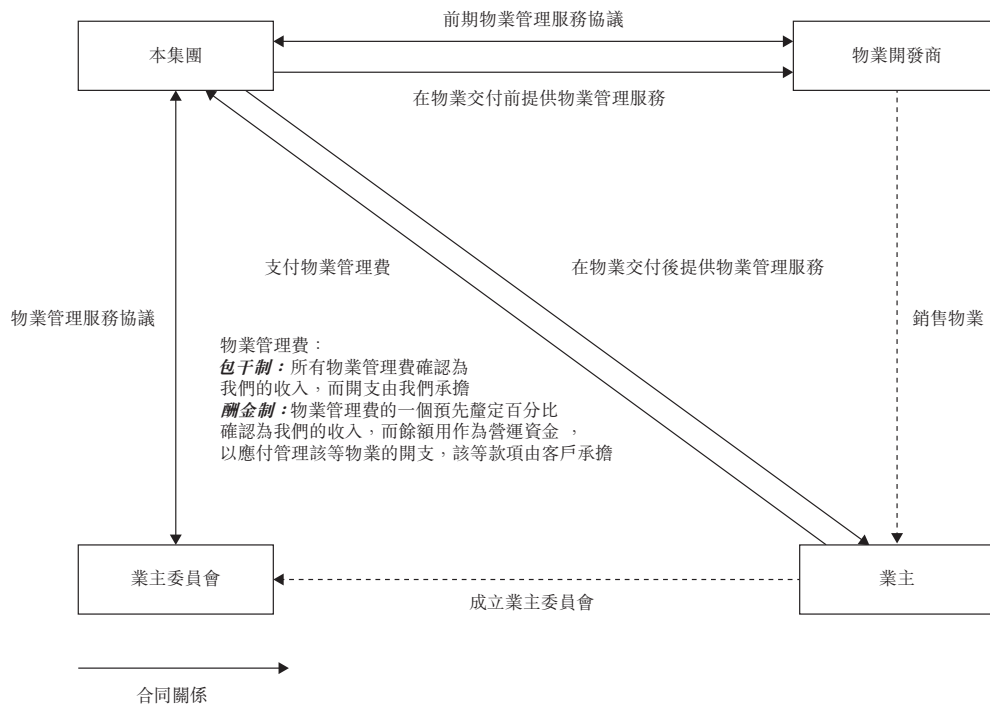 前期物業管理服務協議
本集團
物業開發商
在物業交付前提供物業管理服務
支付物業管理費
在物業交付後提供物業管理服務
物業管理服務協議
銷售物業
物業管理費：
包干制：所有物業管理費確認為
我們的收入，而開支由我們承擔
酬金制：物業管理費的一個預先釐定百分比
確認為我們的收入，而餘額用作為營運資金，
以應付管理該等物業的開支，該等款項由客戶承擔
業主委員會
業主
成立業主委員會
合同關係